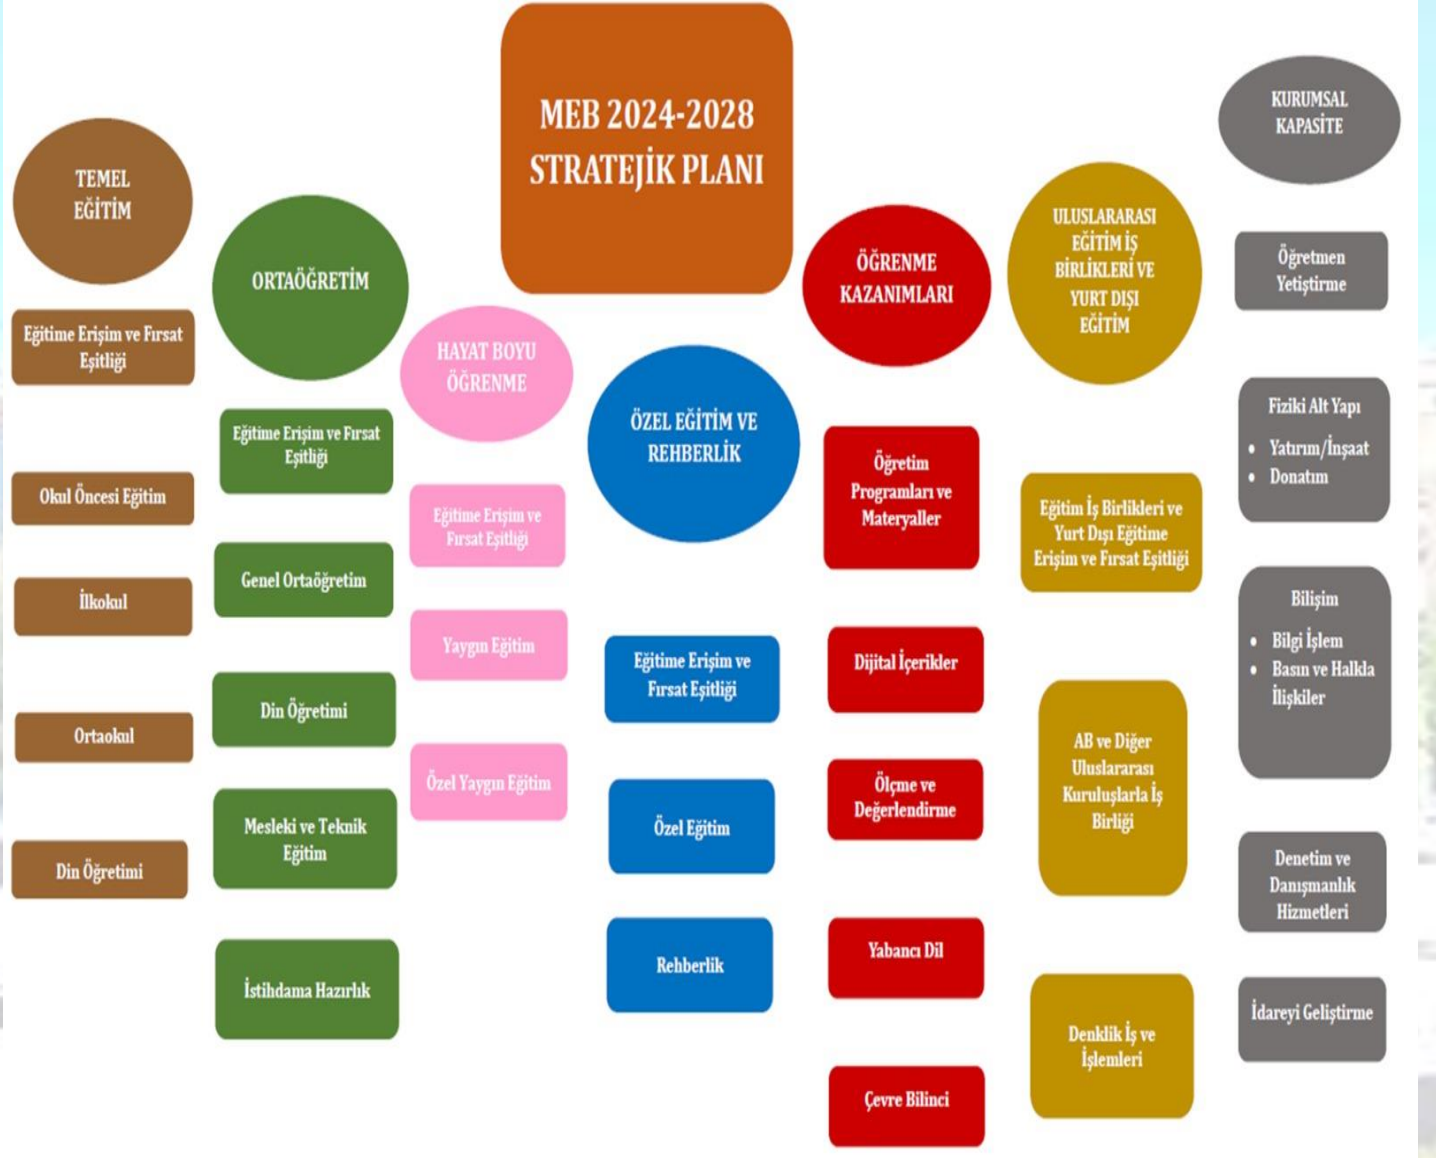 MEB 2024-2028
STRATEJİK PLANI
TEMEL
EĞİTİM
Eğitime Erişim ve Fırsat
Eşitliği
Okul Öncesi Eğitim
İlkokul
Ortaokul
Din Öğretimi
ORTAÖĞRETİM
Eğitime Erişim ve Fırsat
Eşitliği
Genel Ortaöğretim
Din Öğretimi
Mesleki ve Teknik
Eğitim
İstihdama Hazırlık
HAYAT BOYU
ÖĞRENME
Eğitime Erişim ve
Fırsat Eşitliği
Yaygın Eğitim
Özel Yaygın Eğitim
ÖZEL EĞİTİM VE
REHBERLİK
Eğitime Erişim ve
Fırsat Eşitliği
Özel Eğitim
Rehberlik
ÖĞRENME
KAZANIMLARI
Öğretim
Programları ve
Materyaller
Dijital İçerikler
Ölçme ve
Değerlendirme
Yabancı Dil
Çevre Bilinci
ULUSLARARASI
EĞİTİM İŞ
BİRLİKLERİ VE
YURT DIŞI
EĞİTİM
Eğitim İş Birlikleri ve
Yurt Dışı Eğitime
Erişim ve Fırsat Eşitliği
AB ve Diğer
Uluslararası
Kuruluşlarla İş
Birliği
Denklik İş ve
İşlemleri
KURUMSAL
KAPASİTE
Öğretmen
Yetiştirme
Fiziki Alt Yapı
• Yatırım/İnşaat
• Donatım
Bilişim
• Bilgi İşlem
• Basın ve Halkla
İlişkiler
Denetim ve
Danışmanlık
Hizmetleri
İdareyi Geliştirme